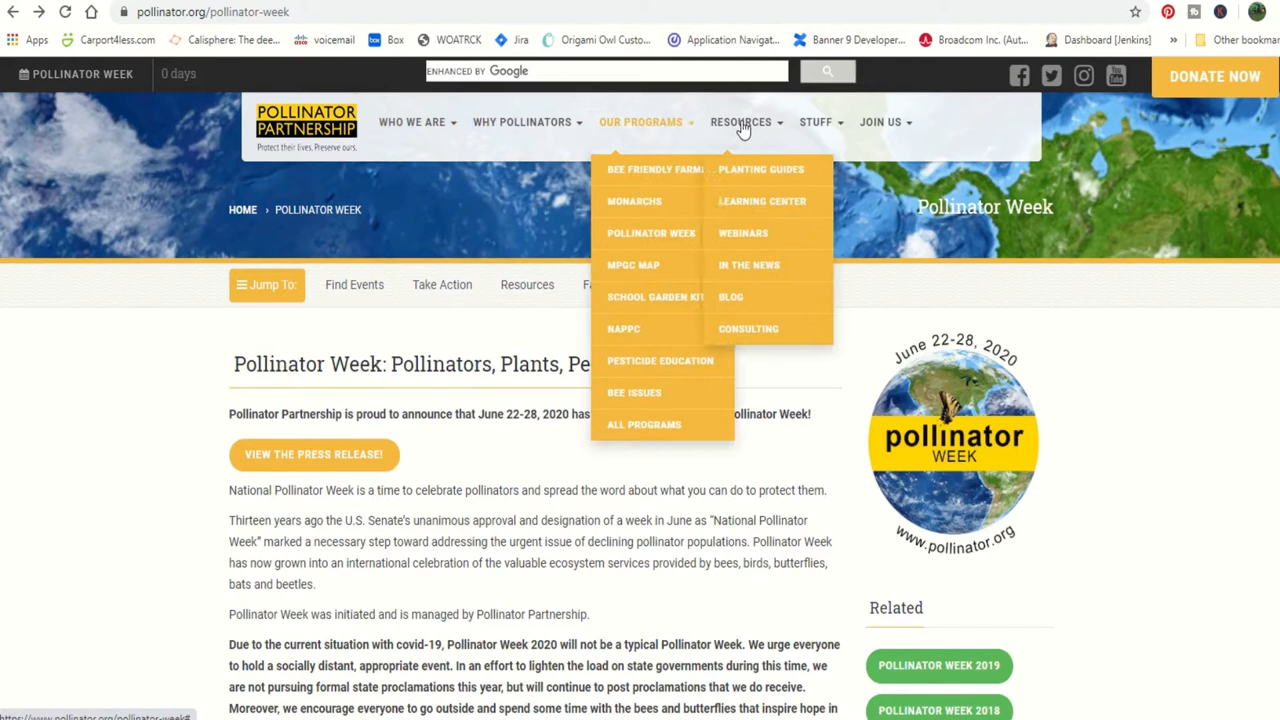 pollinator.org/pollinator-week
Apps
Carport4less.com
Calisphere: The dee...
voicemail
Box
WOATRCK
Jira
Origami Owl Custo...
Application Navigat...
Banner 9 Developer...
Broadcom Inc. (Aut...
Dashboard [Jenkins]
»
Other bookmar
POLLINATOR WEEK
0 days
ENHANCED BY Google
You Tube
DONATE NOW
POLLINATOR
PARTNERSHIP
Protect their lives. Preserve ours.
WHO WE ARE
WHY POLLINATORS
OUR PROGRAMS
RESOURCES
STUFF
JOIN US
BEE FRIENDLY FARM
MONARCHS
POLLINATOR WEEK
MPGC MAP
SCHOOL GARDEN KIT
NAPPC
PESTICIDE EDUCATION
BEE ISSUES
ALL PROGRAMS
PLANTING GUIDES
LEARNING CENTER
WEBINARS
IN THE NEWS
BLOG
CONSULTING
HOME › POLLINATOR WEEK
Pollinator Week
Jump To:
Find Events
Take Action
Resources
Pollinator Week: Pollinators, Plants, Pe
Pollinator Partnership is proud to announce that June 22-28, 2020 has ollinator Week!
VIEW THE PRESS RELEASE!
National Pollinator Week is a time to celebrate pollinators and spread the word about what you can do to protect them.
Thirteen years ago the U.S. Senate's unanimous approval and designation of a week in June as “National Pollinator
Week” marked a necessary step toward addressing the urgent issue of declining pollinator populations. Pollinator Week
has now grown into an international celebration of the valuable ecosystem services provided by bees, birds, butterflies,
bats and beetles.
Pollinator Week was initiated and is managed by Pollinator Partnership.
Due to the current situation with covid-19, Pollinator Week 2020 will not be a typical Pollinator Week. We urge everyone
to hold a socially distant, appropriate event. In an effort to lighten the load on state governments during this time, we
are not pursuing formal state proclamations this year, but will continue to post proclamations that we do receive.
Moreover, we encourage everyone to go outside and spend some time with the bees and butterflies that inspire hope in
June 22-28, 2020
pollinator
WEEK
www.pollinator.org
Related
POLLINATOR WEEK 2019
POLLINATOR WEEK 2018
https://www.pollinator.org/pollinator-week#